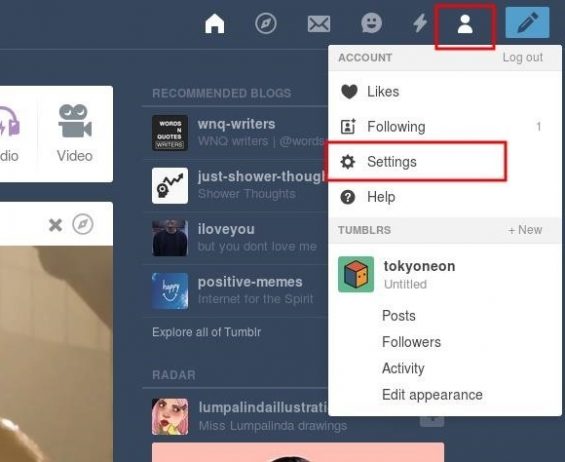 ACCOUNT Log out
Likes
Following 1
Settings
Help
TUMBLRS + New
tokyoneon
Untitled
Posts
Followers
Activity
Edit appearance
dio
Video
RECOMMENDED BLOGS
WORDS
N
QUOTES
WRITERS
wnq-writers
WNQ writers | @words
just-shower-though
Shower Thoughts
iloveyou
but you dont love me
happy
positive-memes
Internet for the Spirit
Explore all of Tumblr
RADAR
lumpalindaillustrati
Miss Lumpalinda drawings